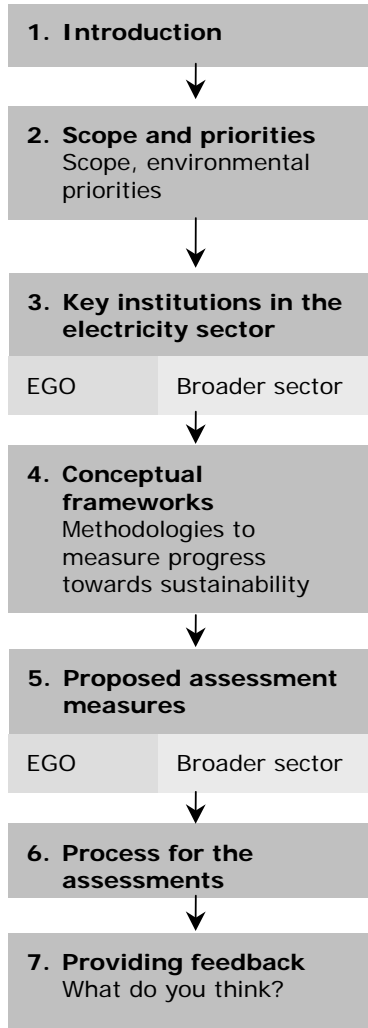 1. Introduction
2. Scope and priorities
Scope, environmental
priorities
3. Key institutions in the
electricity sector
EGO Broader sector
4. Conceptual
frameworks
Methodologies to
measure progress
towards sustainability
5. Proposed assessment
measures
EGO Broader sector
6. Process for the
assessments
7. Providing feedback
What do you think?